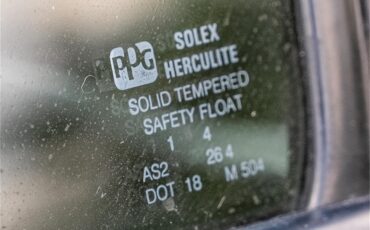 PPG
SOLEX
HERCULITE
SOLID TEMPERED
SAFETY FLOAT
1 4
AS2 26 4
DOT 18 M 504